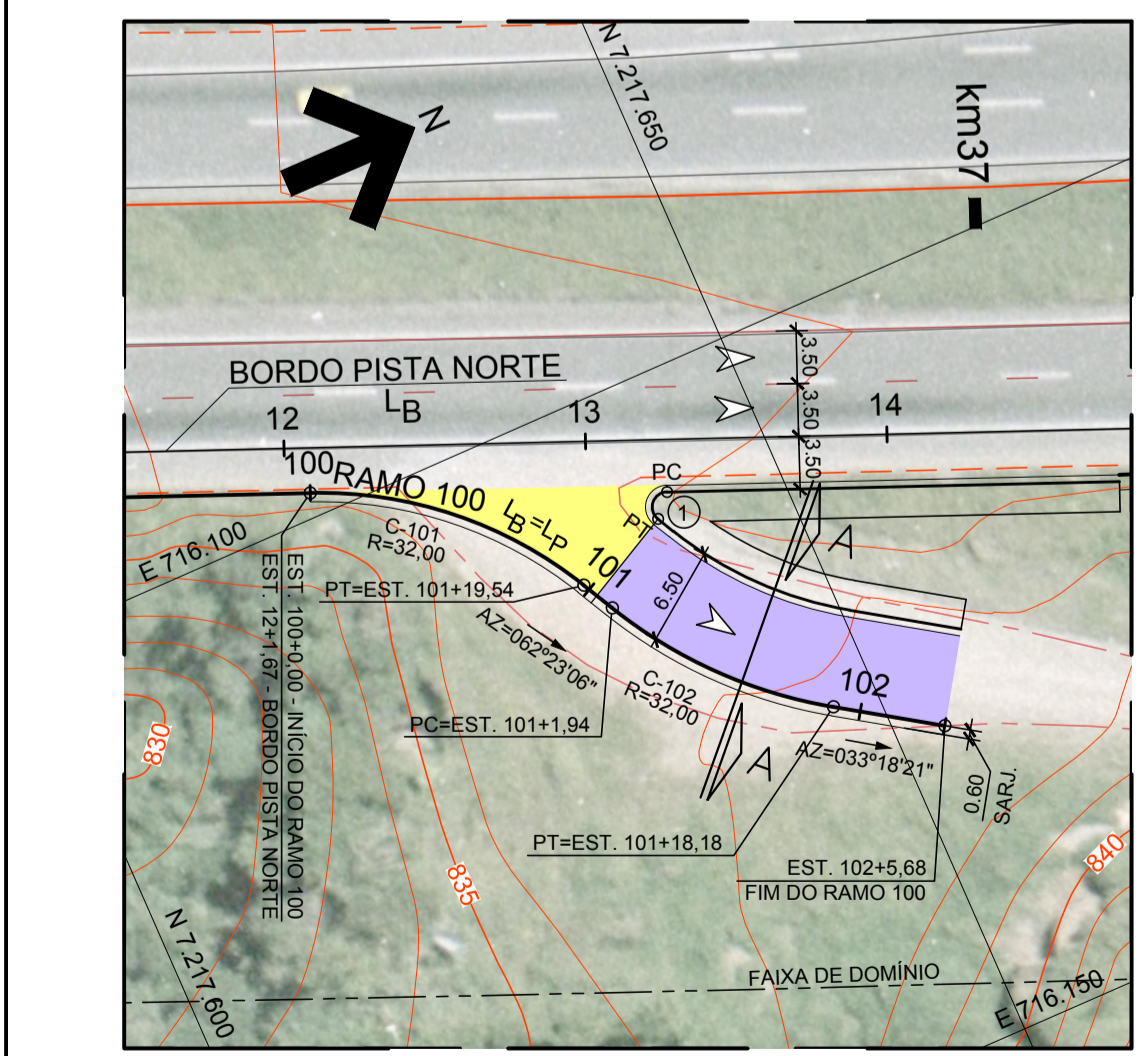 N 7.217.650
N
km37
BORDO PISTA NORTE
LB
12
13
14
3.50
3.50
3.50
100
RAMO 100
LB=LP
C-101
R=32,00
PC
PT
1
A
E 716.100
101
6.50
PT=EST. 101+19,54
AZ=062º23'06"
C-102
R=32,00
102
PC=EST. 101+1,94
AZ=033º18'21"
A
0.60
SARJ.
EST. 100+0,00 - INÍCIO DO RAMO 100
EST. 12+1,67 - BORDO PISTA NORTE
830
835
840
PT=EST. 101+18,18
EST. 102+5,68
FIM DO RAMO 100
N 7.217.600
FAIXA DE DOMÍNIO
E 716.150